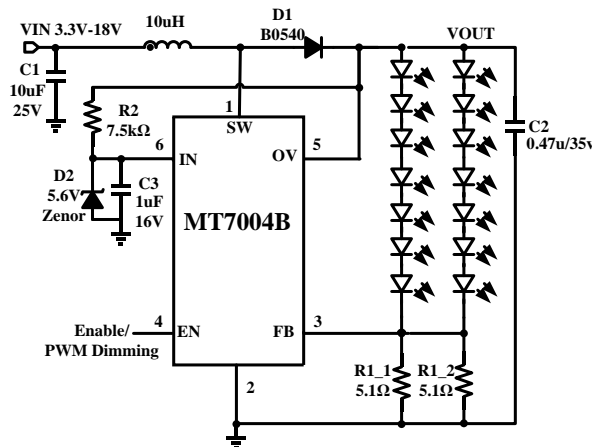 VIN 3.3V-18V
10uH
D1
B0540
VOUT
C1
10uF
25V
R2
7.5kΩ
1
SW
6
IN
OV
5
C2
0.47u/35v
D2
5.6V
Zenor
C3
1uF
16V
MT7004B
Enable/
PWM Dimming
4
EN
FB
3
2
R1_1
5.1Ω
R1_2
5.1Ω